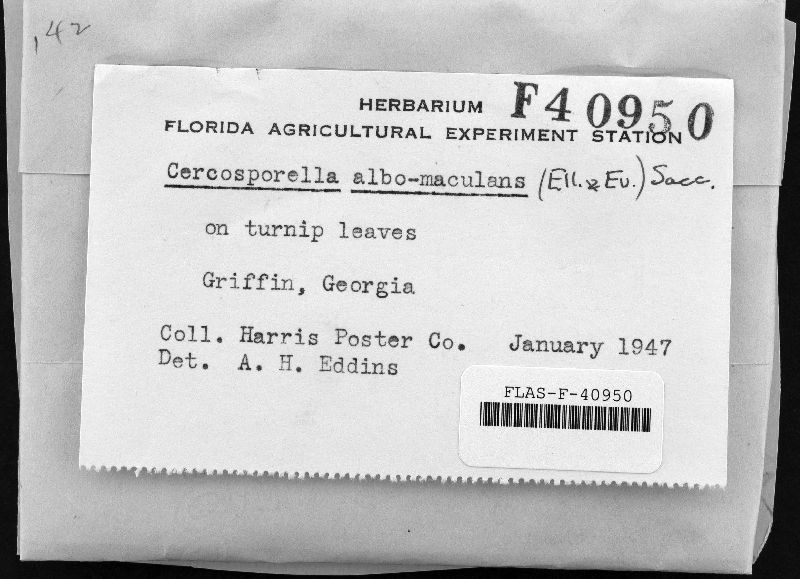 ,42
HERBARIUM F40950
FLORIDA AGRICULTURAL EXPERIMENT STATION
Cercosporella albo-maculans (Ell. & Ev.) Sacc.
on turnip leaves
Griffin, Georgia
Coll. Harris Poster Co. January 1947
Det. A. H. Eddins
FLAS-F-40950